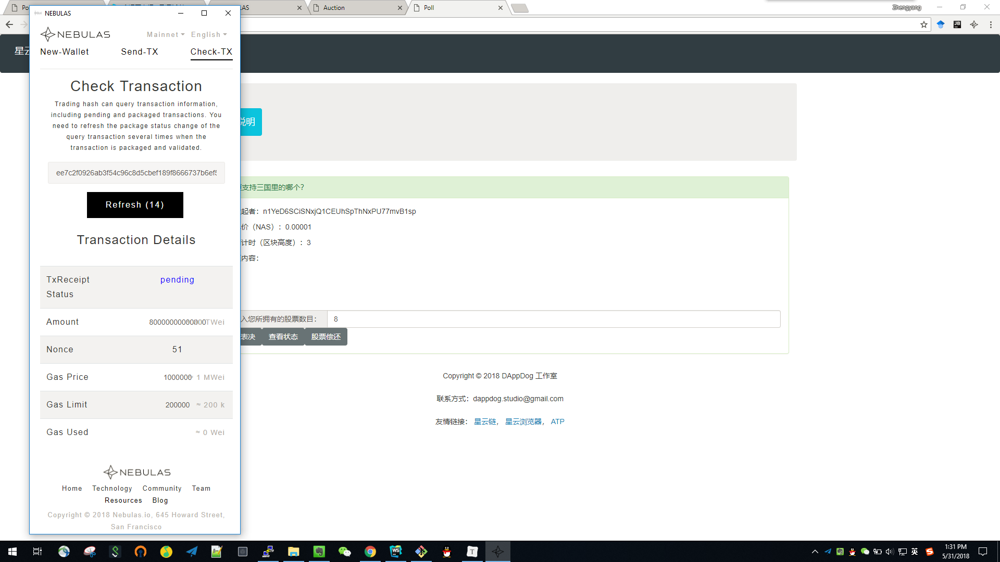 NEBULAS
Auction
Poll
Zhengyang
NEBULAS
Mainnet
English
New-Wallet
Send-TX
Check-TX
Check Transaction
Trading hash can query transaction information,
including pending and packaged transactions. You
need to refresh the package status change of the
query transaction several times when the
transaction is packaged and validated.
ee7c2f0926ab3f54c96c8d5cbef189f8666737b6ef
Refresh (14)
Transaction Details
TxReceipt
Status
pending
Amount
Wei
Nonce
51
Gas Price
1000000
≈ 1 MWei
Gas Limit
200000
≈ 200 k
Gas Used
≈ 0 Wei
NEBULAS
Home
Technology
Community
Team
Resources
Blog
Copyright © 2018 Nebulas.io, 645 Howard Street,
San Francisco
说明
支持三国里的哪个?
起者: n1YeD6SCiSNxjQ1CEUhSpThNxPU77mvB1sp
价（NAS）: 0.00001
计时（区块高度）: 3
内容:
入您所拥有的股票数目:
8
表决
查看状态
股票偿还
Copyright © 2018 DAppDog 工作室
联系方式: dappdog.studio@gmail.com
友情链接: 星云链, 星云浏览器, ATP
英
1:31 PM
5/31/2018